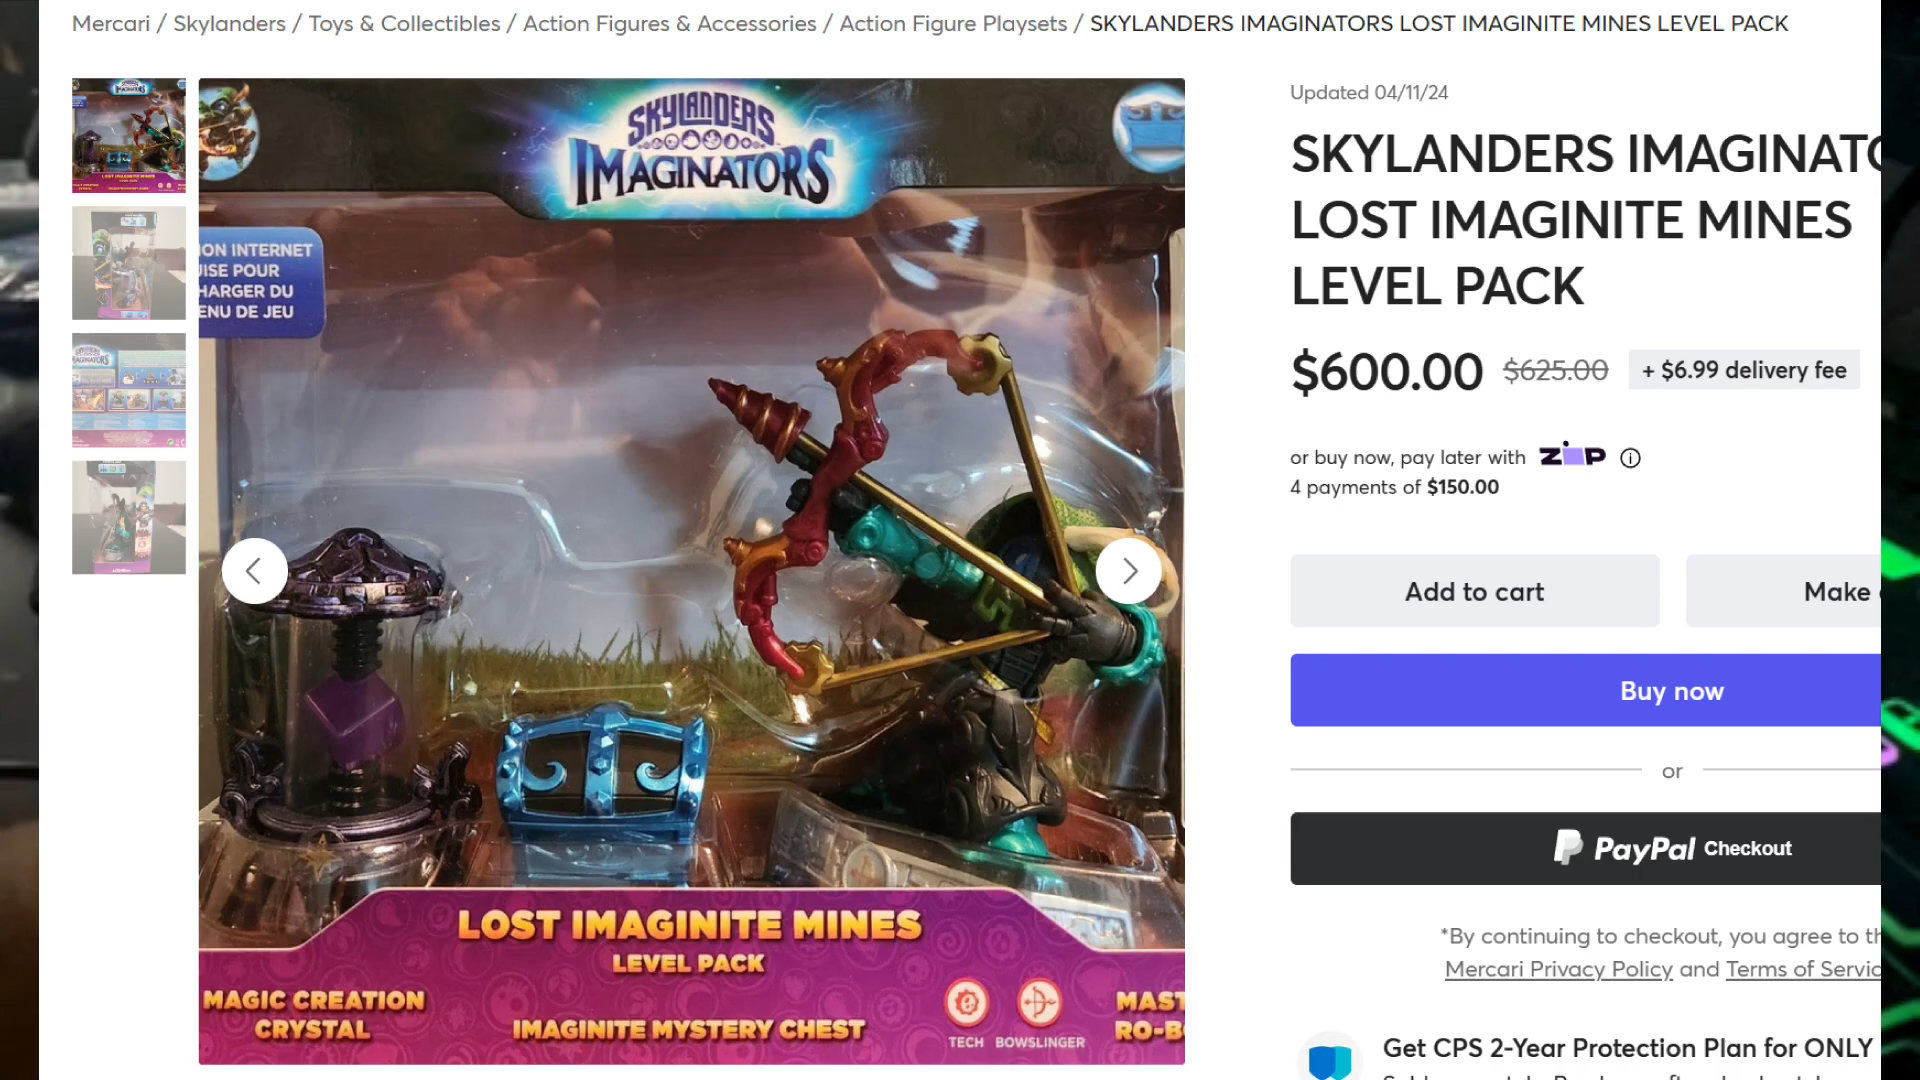 Mercari / Skylanders / Toys & Collectibles / Action Figures & Accessories / Action Figure Playsets / SKYLANDERS IMAGINATORS LOST IMAGINITE MINES LEVEL PACK
SKYLANDERS
IMAGINATORS
ION INTERNET
ISE POUR
HARGER DU
ENU DE JEU
LOST IMAGINITE MINES
LEVEL PACK
MAGIC CREATION
CRYSTAL
IMAGINITE MYSTERY CHEST
TECH BOWSLINGER
MAST
RO-B
Updated 04/11/24
SKYLANDERS IMAGINATO
LOST IMAGINITE MINES
LEVEL PACK
$600.00 $625.00 + $6.99 delivery fee
or buy now, pay later with ZIP
4 payments of $150.00
Add to cart
Make
Buy now
or
PayPal Checkout
*By continuing to checkout, you agree to th
Mercari Privacy Policy and Terms of Servic
Get CPS 2-Year Protection Plan for ONLY